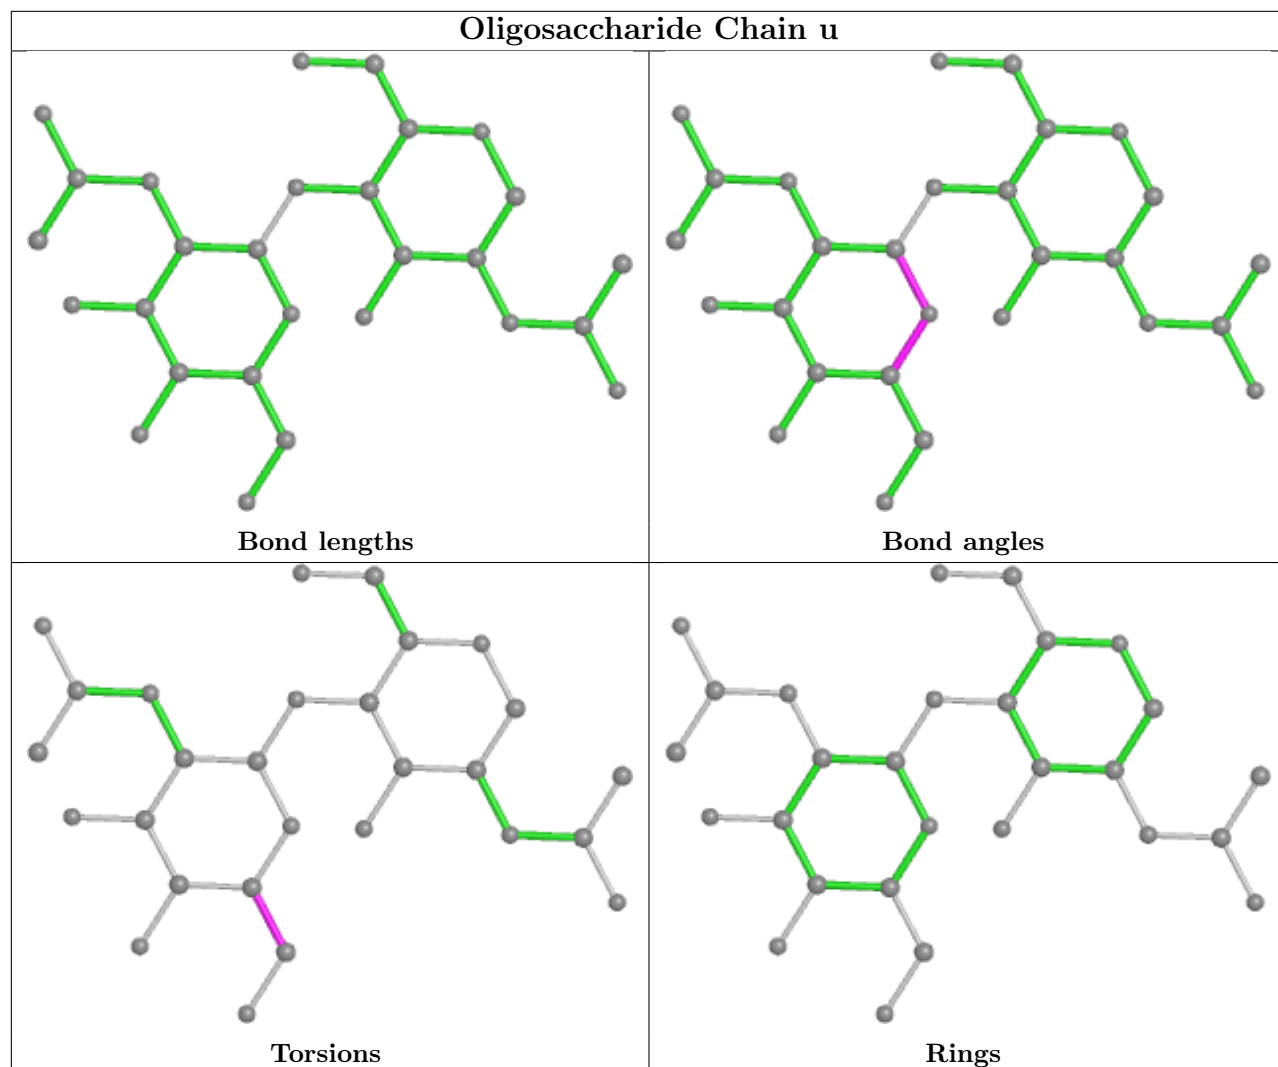 Oligosaccharide Chain u
Bond lengths
Bond angles
Torsions
Rings